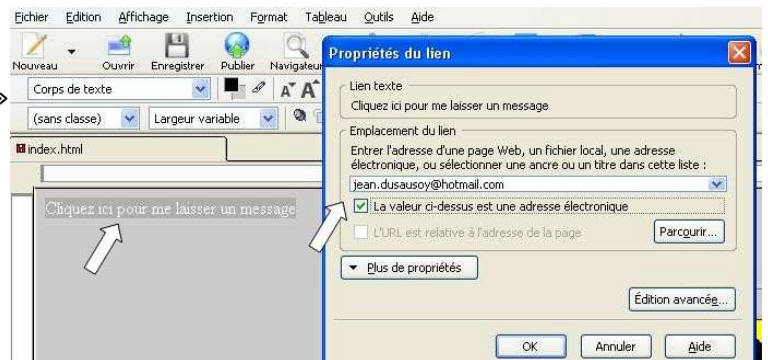 Fichier Edition Affichage Insertion Format Tableau Outils Aide
Nouveau Ouvrir Enregistrer Publier Navigateur
Propriétés du lien
Corps de texte
(sans classe) Largeur variable
index.html
Cliquez ici pour me laisser un message
Lien texte
Cliquez ici pour me laisser un message
Emplacement du lien
Entrer l'adresse d'une page Web, un fichier local, une adresse
électronique, ou sélectionner une ancre ou un titre dans cette liste :
jean.dusausoy@hotmail.com
La valeur ci-dessus est une adresse électronique
L'URL est relative à l'adresse de la page
Parcourir...
Plus de propriétés
Édition avancée...
OK Annuler Aide